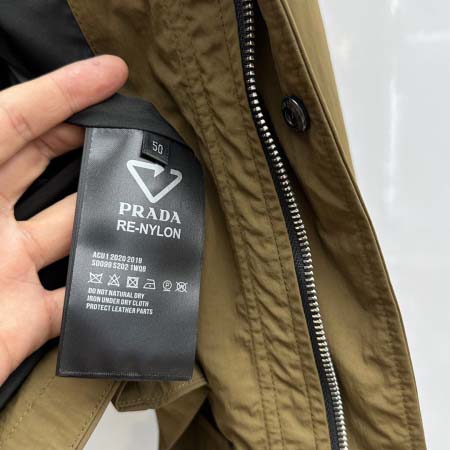 50
PRADA
RE-NYLON
ACU1 2020 2019
SD099 S202 1WQ8
DO NOT NATURAL DRY
IRON UNDER DRY CLOTH
PROTECT LEATHER PARTS